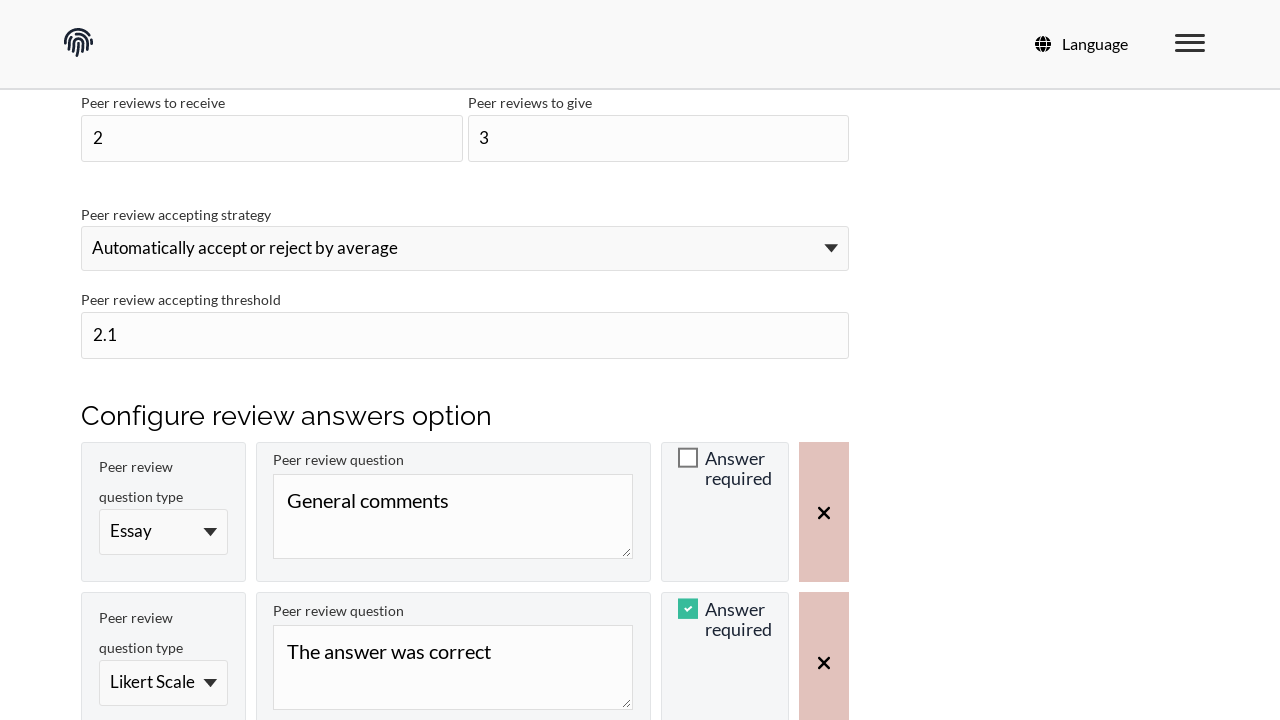 Language
Peer reviews to receive
Peer reviews to give
2
3
Peer review accepting strategy
Automatically accept or reject by average
Peer review accepting threshold
2.1
Configure review answers option
Peer review
question type
Essay
Peer review question
General comments
Answer
required
Peer review
question type
Likert Scale
Peer review question
The answer was correct
Answer
required